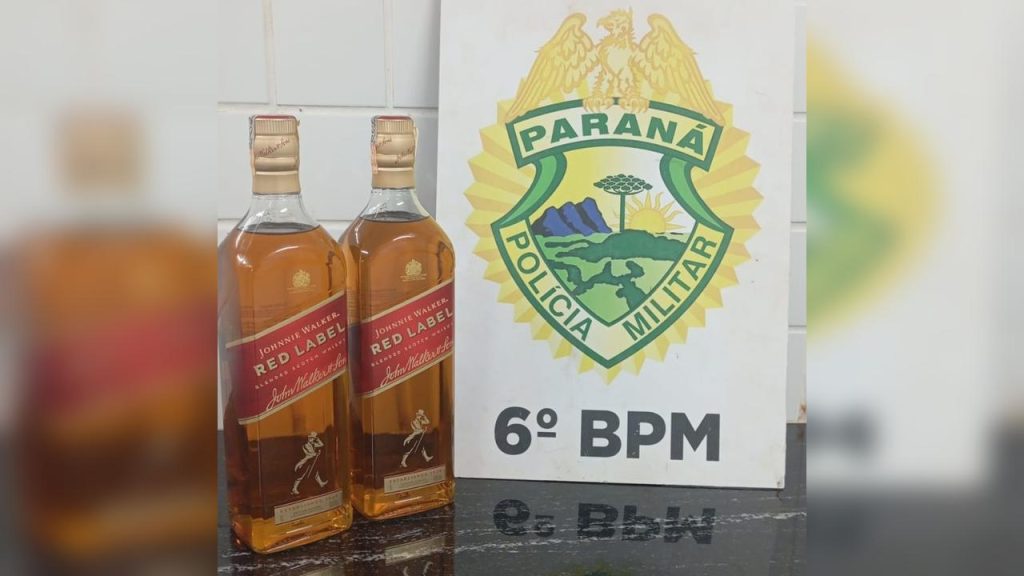 JOHNNIE WALKER
RED LABEL
BLENDED SCOTCH WHISKY
John Walker & Sons
JOHNNIE WALKER
RED LABEL
BLENDED SCOTCH WHISKY
John Walker & Sons
PARANÁ
POLÍCIA MILITAR
6º BPM